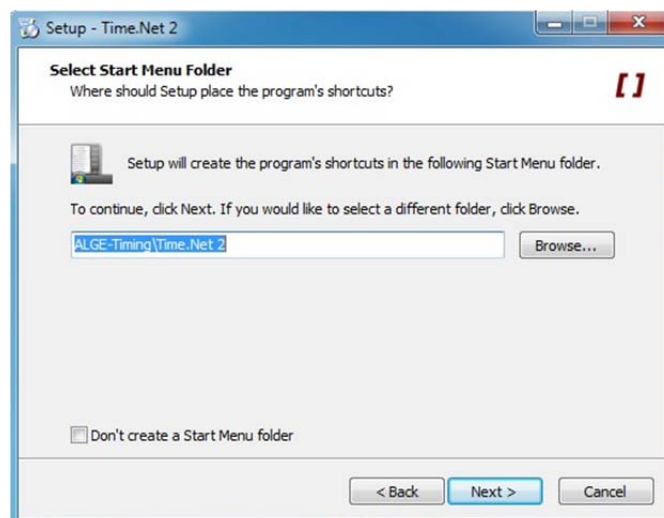 Setup - Time.Net 2
Select Start Menu Folder
Where should Setup place the program's shortcuts?
[ ]
Setup will create the program's shortcuts in the following Start Menu folder.
To continue, click Next. If you would like to select a different folder, click Browse.
ALGE-Timing\Time.Net 2
Browse...
Don't create a Start Menu folder
< Back
Next >
Cancel